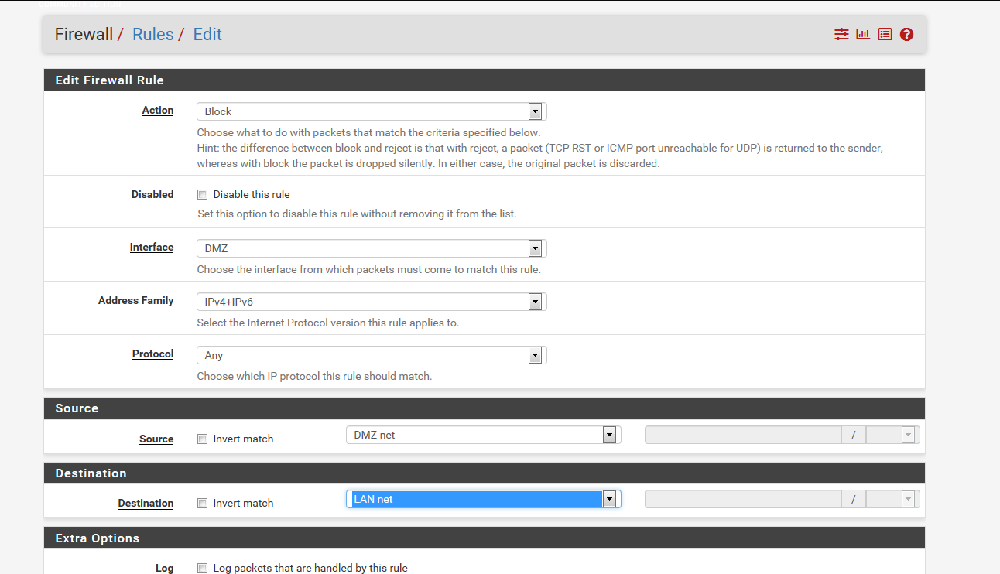 COMMUNITY EDITION
Firewall / Rules / Edit
Edit Firewall Rule
Action
Block
Choose what to do with packets that match the criteria specified below.
Hint: the difference between block and reject is that with reject, a packet (TCP RST or ICMP port unreachable for UDP) is returned to the sender,
whereas with block the packet is dropped silently. In either case, the original packet is discarded.
Disabled
Disable this rule
Set this option to disable this rule without removing it from the list.
Interface
DMZ
Choose the interface from which packets must come to match this rule.
Address Family
IPv4+IPv6
Select the Internet Protocol version this rule applies to.
Protocol
Any
Choose which IP protocol this rule should match.
Source
Source
Invert match
DMZ net
/
Destination
Destination
Invert match
LAN net
/
Extra Options
Log
Log packets that are handled by this rule